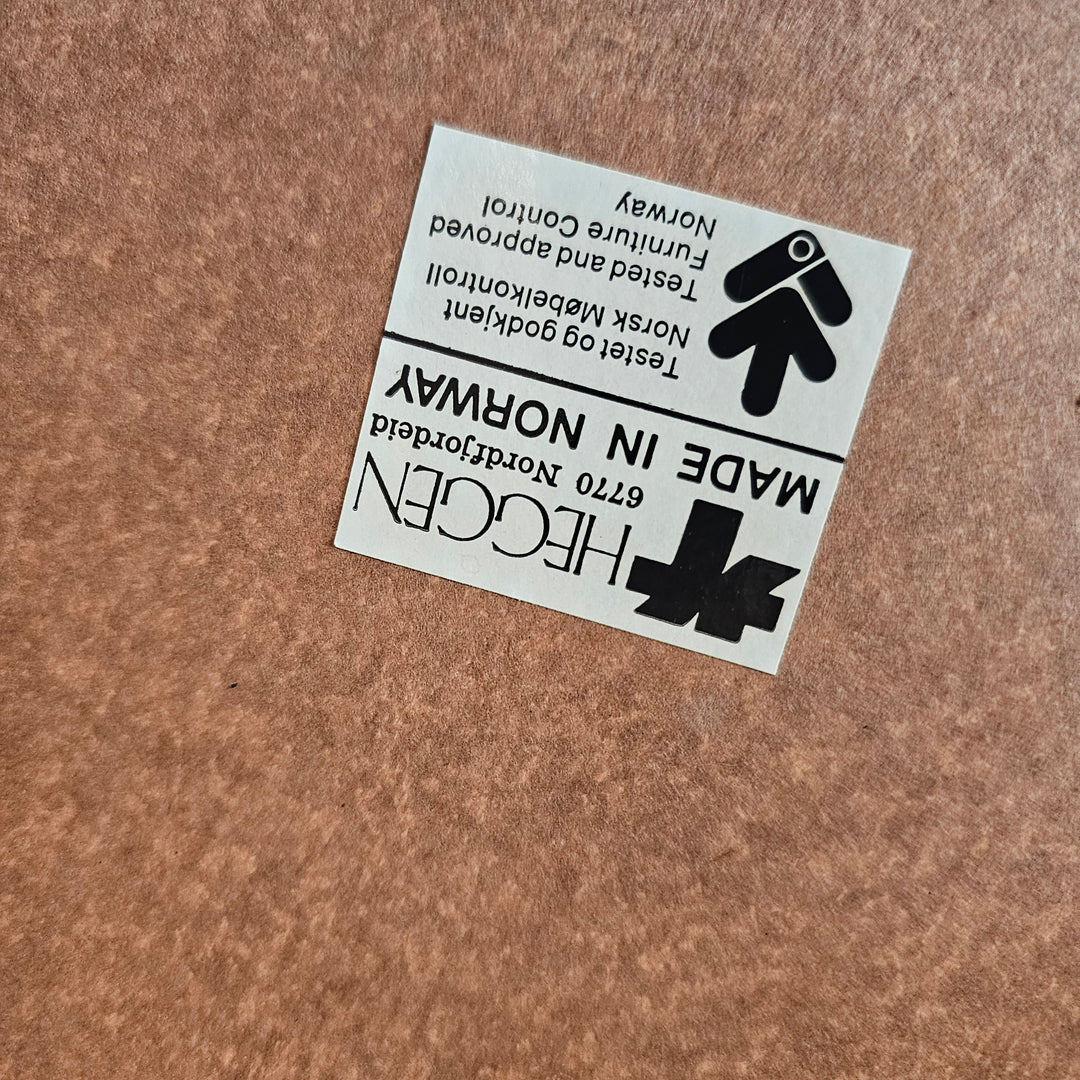 HEGGEN
6770 Nordfjordeid
MADE IN NORWAY
Testet og godkjent
Norsk Møbelkontroll
Tested and approved
Furniture Control
Norway